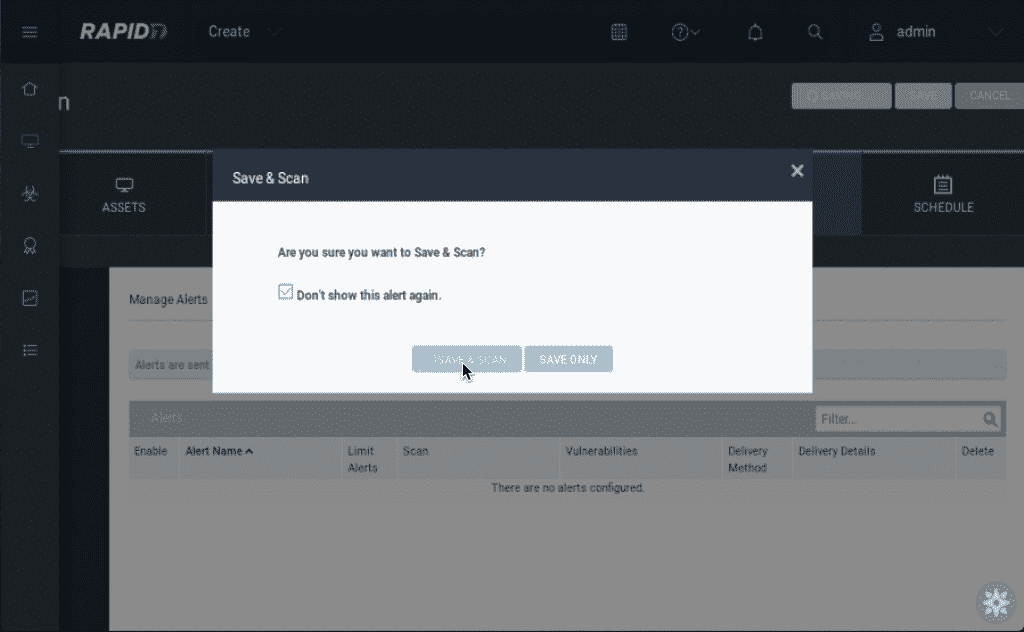 RAPID7
Create
admin
n
SAVING...
SAVE
CANCEL
ASSETS
SCHEDULE
Save & Scan
Are you sure you want to Save & Scan?
Don't show this alert again.
SAVE & SCAN
SAVE ONLY
Manage Alerts
Alerts are sent
Alerts
Filter...
Enable
Alert Name
Limit
Alerts
Scan
Vulnerabilities
Delivery
Method
Delivery Details
Delete
There are no alerts configured.